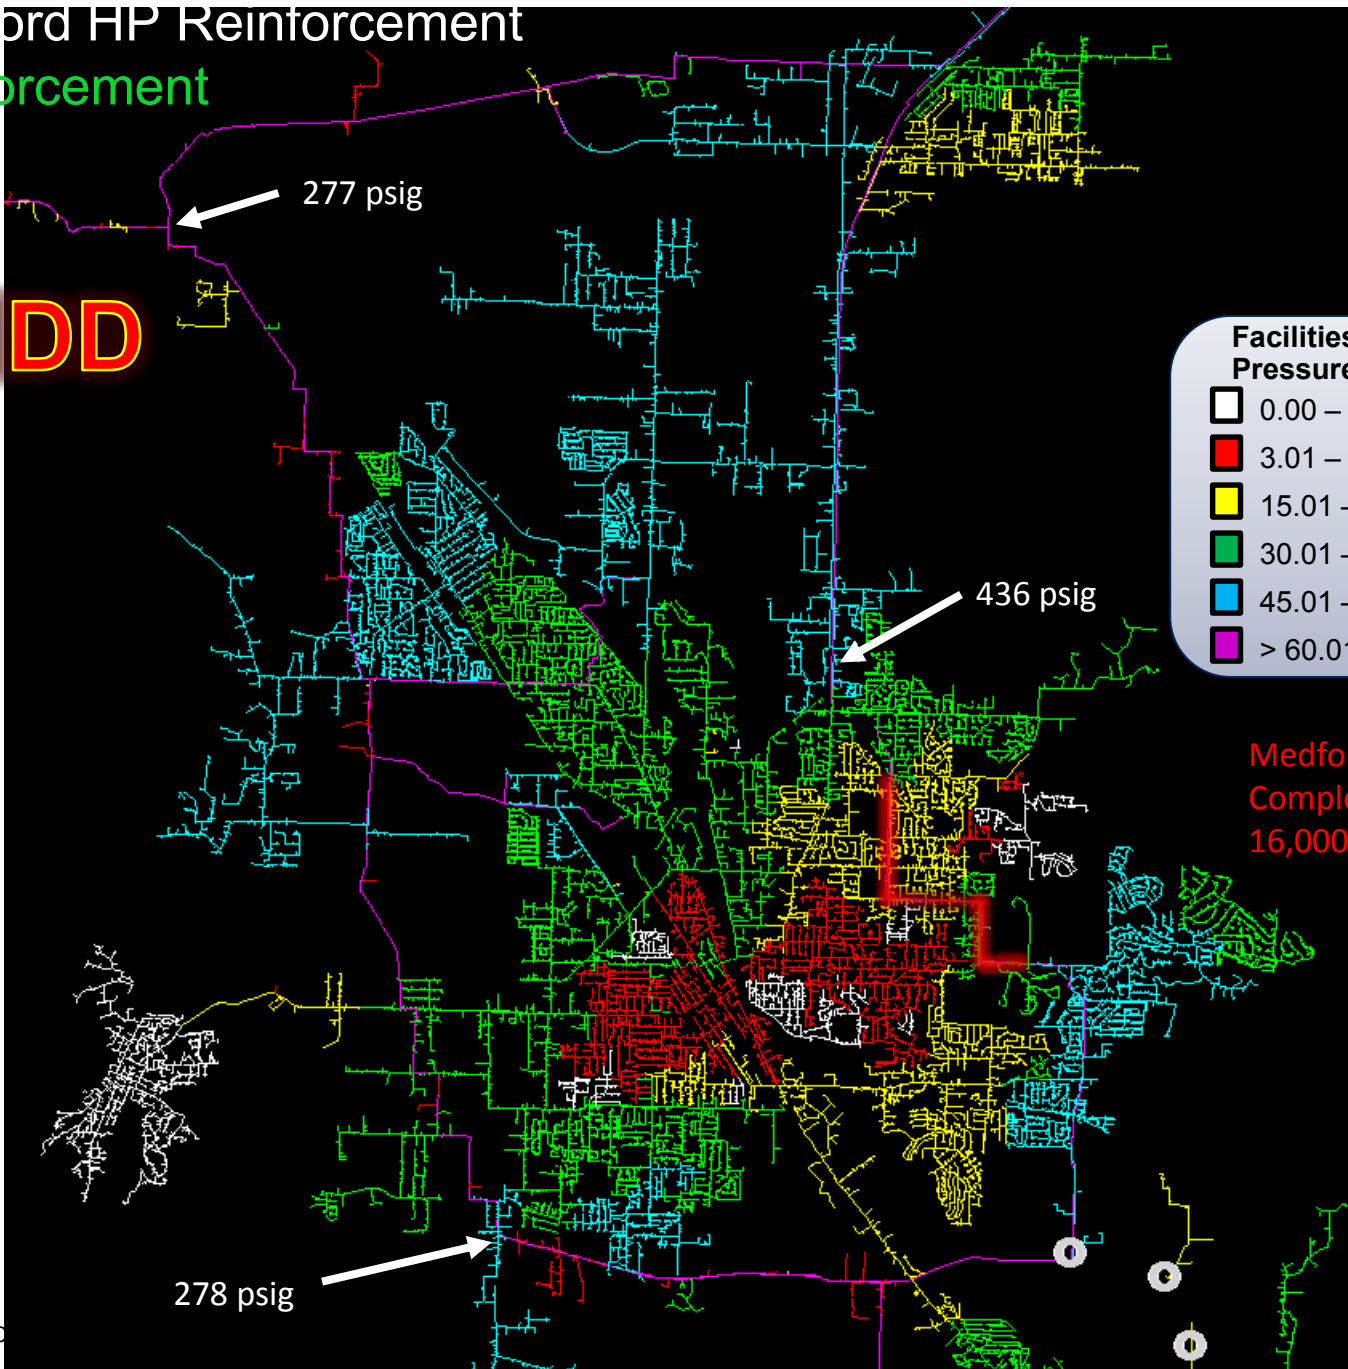 ord HP Reinforcement
orcement
277 psig
DD
Facilities
Pressure
0.00 –
3.01 –
15.01 -
30.01 -
45.01 -
> 60.01
436 psig
Medfo
Comple
16,000
278 psig